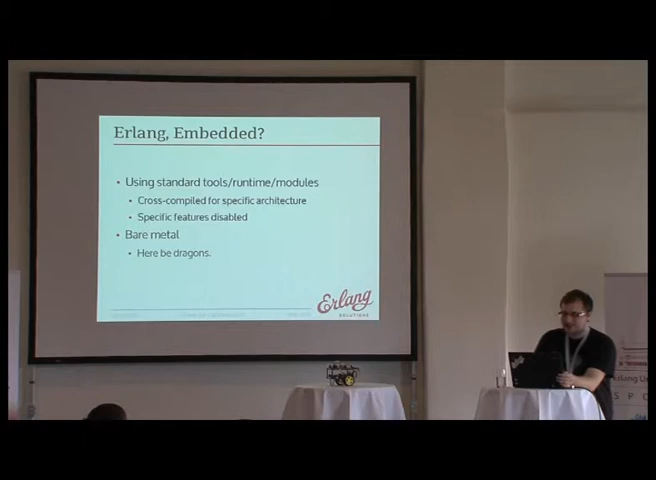 Erlang, Embedded?
• Using standard tools/runtime/modules
• Cross-compiled for specific architecture
• Specific features disabled
• Bare metal
• Here be dragons.
Erlang
SOLUTIONS
S P O